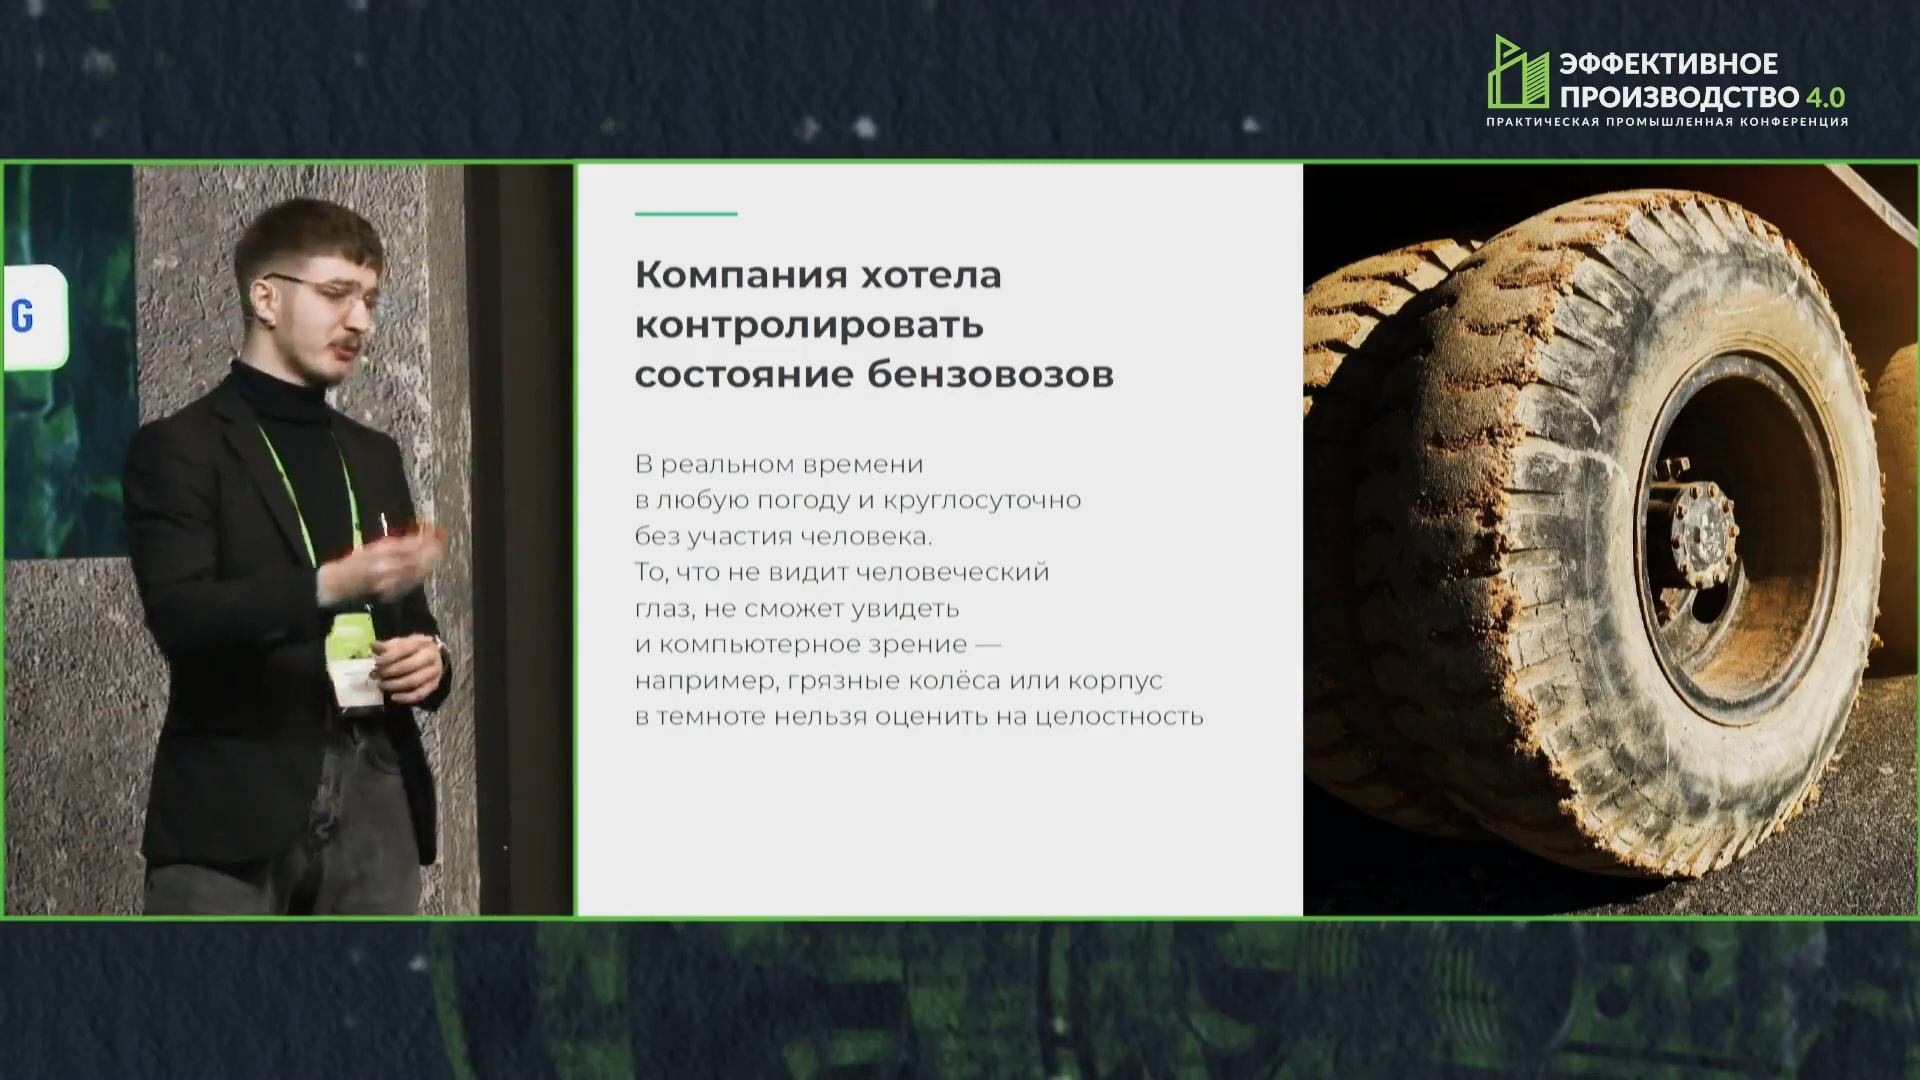 ЭФФЕКТИВНОЕ
ПРОИЗВОДСТВО 4.0
ПРАКТИЧЕСКАЯ ПРОМЫШЛЕННАЯ КОНФЕРЕНЦИЯ
G
Компания хотела
контролировать
состояние бензовозов
В реальном времени
в любую погоду и круглосуточно
без участия человека.
То, что не видит человеческий
глаз, не сможет увидеть
и компьютерное зрение —
например, грязные колёса или корпус
в темноте нельзя оценить на целостность